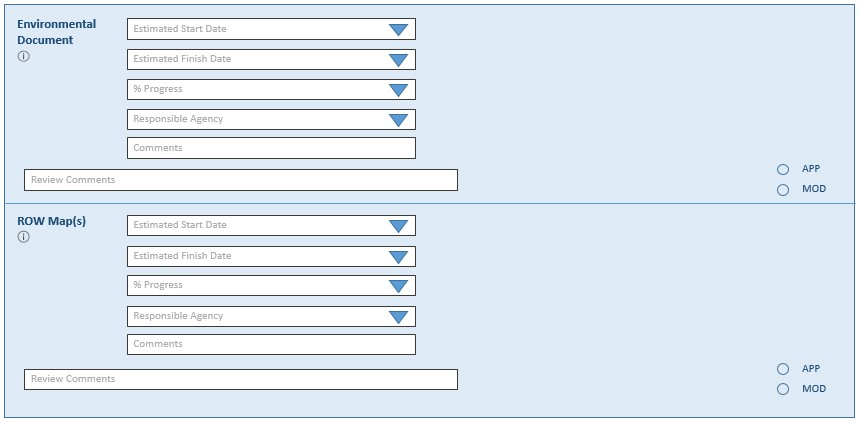 Environmental
Document
Estimated Start Date
Estimated Finish Date
% Progress
Responsible Agency
Comments
Review Comments
APP
MOD
ROW Map(s)
Estimated Start Date
Estimated Finish Date
% Progress
Responsible Agency
Comments
Review Comments
APP
MOD